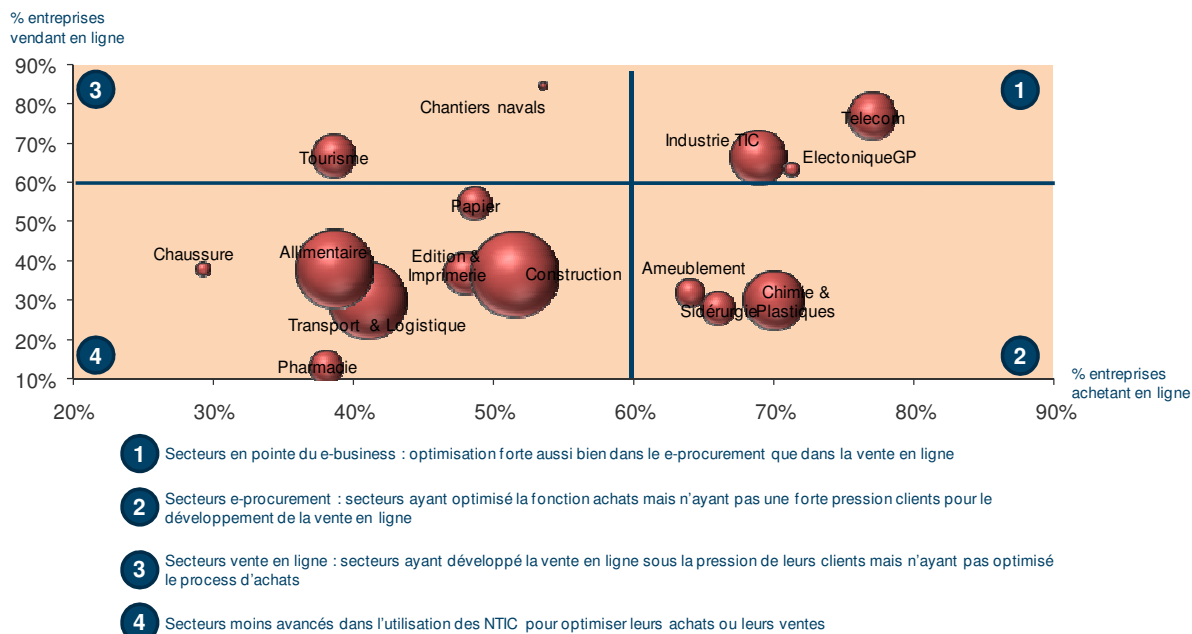 % entreprises
vendant en ligne
90%
80%
70%
60%
50%
40%
30%
20%
10%
3
1
Chantiers navals
Telecom
Industrie TIC
ElectoniqueGP
Tourisme
Papier
Chaussure
Allimentaire
Edition &
Imprimerie
Construction
Ameublement
Chimie &
Sidérurgie
Plastiques
Transport & Logistique
Pharmacie
4
2
% entreprises
achetant en ligne
20% 30% 40% 50% 60% 70% 80% 90%
1 Secteurs en pointe du e-business : optimisation forte aussi bien dans le e-procurement que dans la vente en ligne
2 Secteurs e-procurement : secteurs ayant optimisé la fonction achats mais n'ayant pas une forte pression clients pour le
développement de la vente en ligne
3 Secteurs vente en ligne : secteurs ayant développé la vente en ligne sous la pression de leurs clients mais n'ayant pas optimisé
le process d'achats
4 Secteurs moins avancés dans l'utilisation des NTIC pour optimiser leurs achats ou leurs ventes